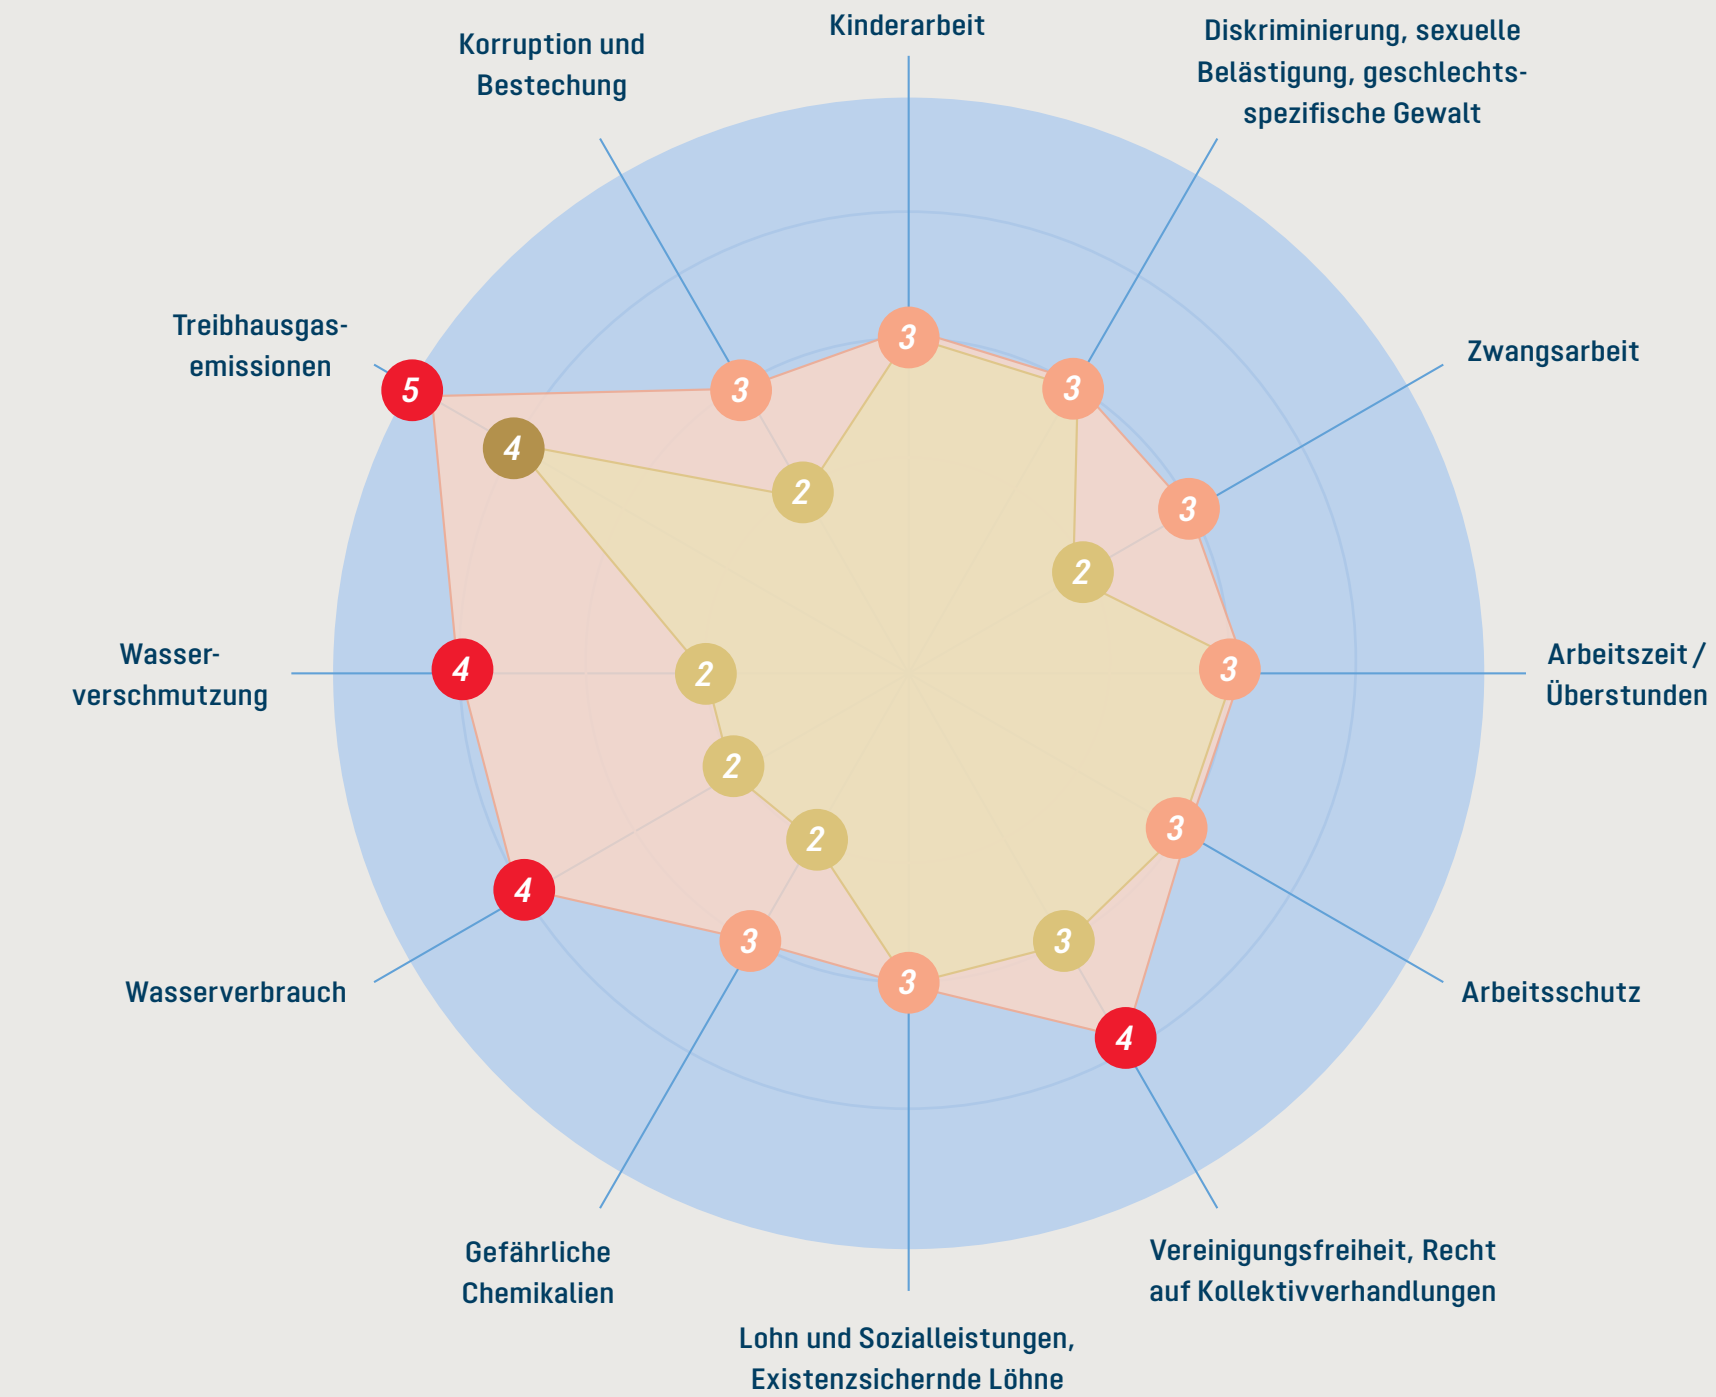 Kinderarbeit
Diskriminierung, sexuelle
Belästigung, geschlechts-
spezifische Gewalt
Korruption und
Bestechung
Treibhausgas-
emissionen
Zwangsarbeit
3
3
3
5
4
2
3
2
Wasser-
verschmutzung
4
2
3
Arbeitszeit /
Überstunden
2
3
2
4
3
3
3
4
Wasserverbrauch
Arbeitsschutz
Gefährliche
Chemikalien
Vereinigungsfreiheit, Recht
auf Kollektivverhandlungen
Lohn und Sozialleistungen,
Existenzsichernde Löhne